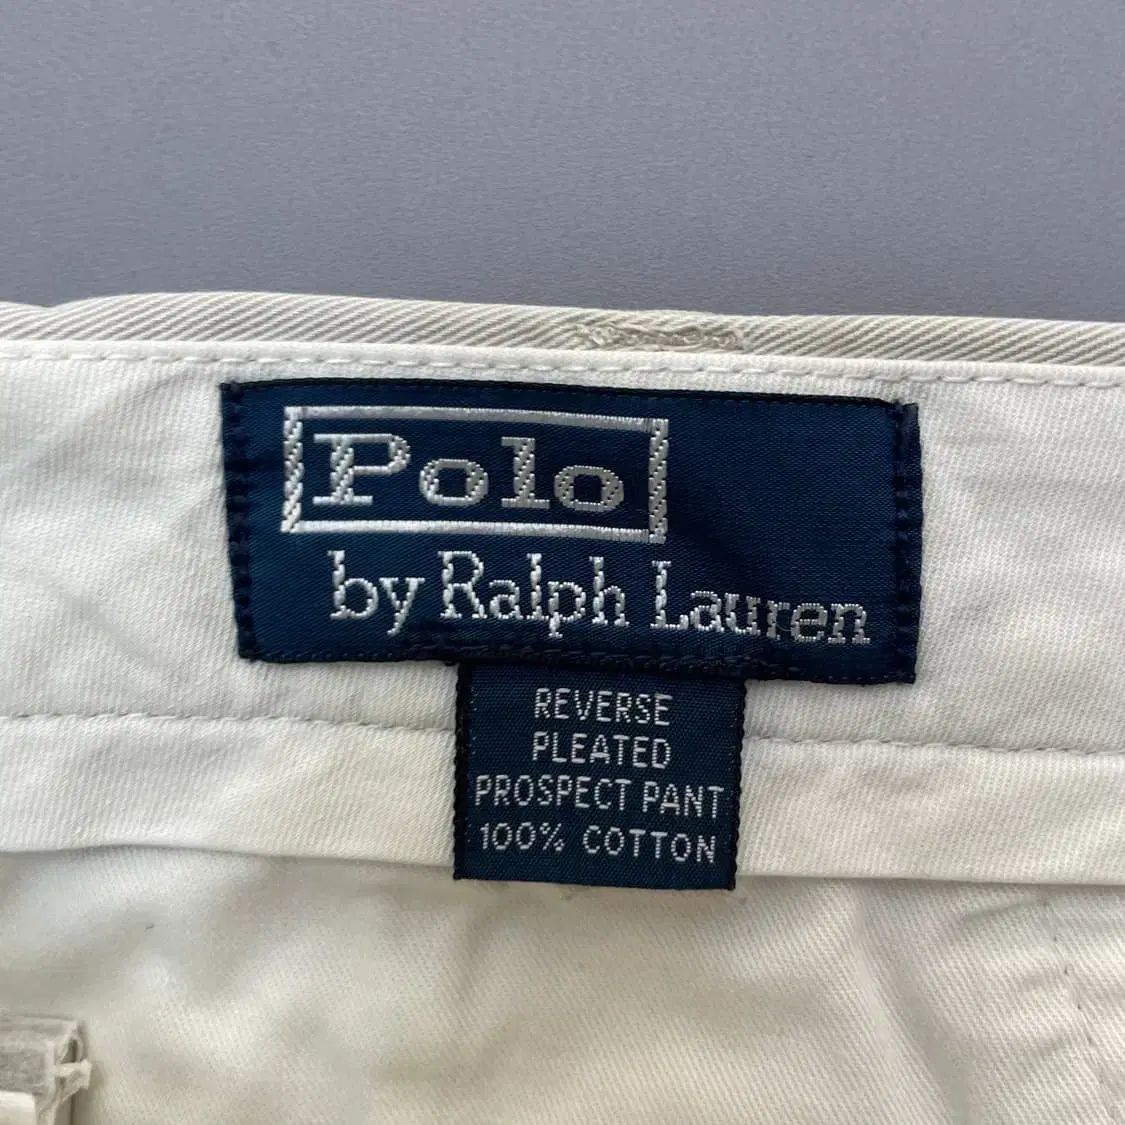 Polo
by Ralph Lauren
REVERSE
PLEATED
PROSPECT PANT
100% COTTON